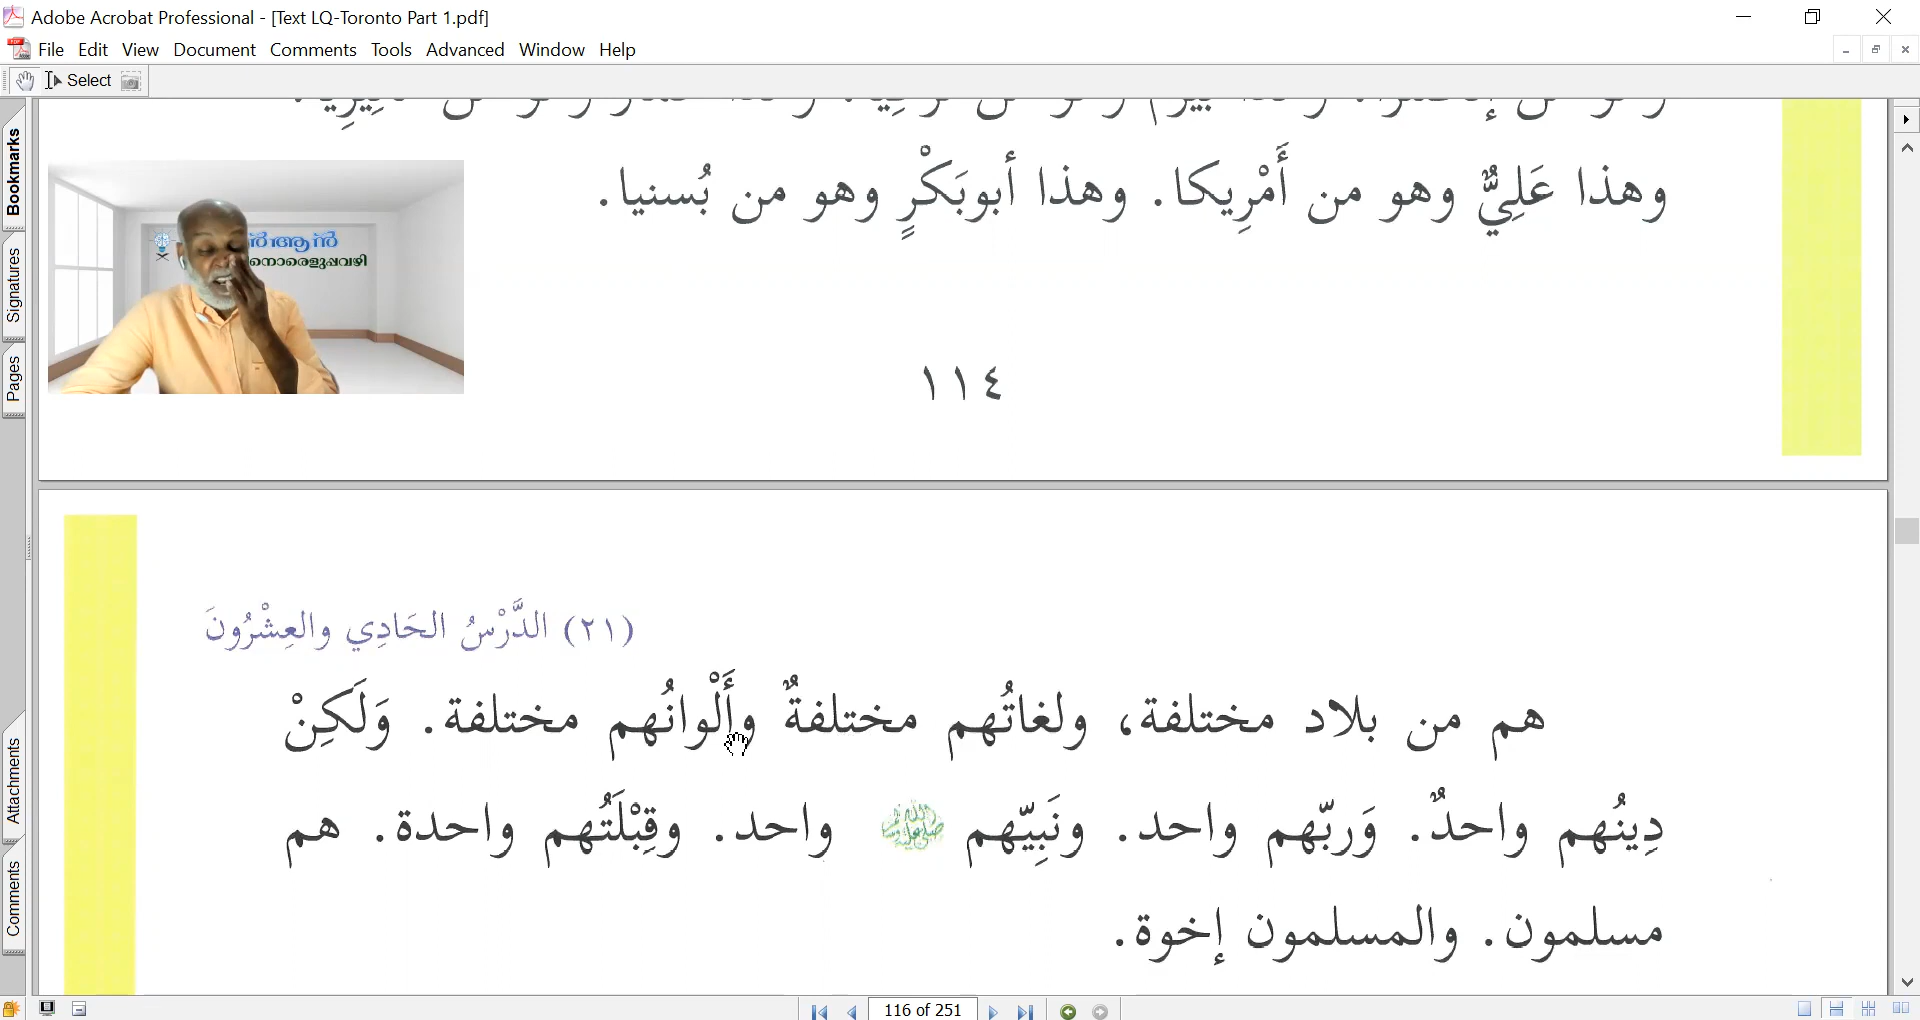 Adobe Acrobat Professional - [Text LQ-Toronto Part 1.pdf]
File Edit View Document Comments Tools Advanced Window Help
Select
Bookmarks
Signatures
Pages
Attachments
Comments
وهذا عَلِيٌّ وهو من أَمْرِيكا. وهذا أبوبَكْرٍ وهو من بُسنيا.
١١٤
(٢١) الدَّرْسُ الحَادِي والعِشْرُونَ
هم من بلاد مختلفة، ولغاتُهم مختلفةٌ وأَلْوانُهم مختلفة. وَلَكِنْ
دِينُهم واحدٌ. وَربّهم واحد. ونَبِيّهم ﷺ واحد. وقِبْلَتُهم واحدة. هم
مسلمون. والمسلمون إخوة.
116 of 251